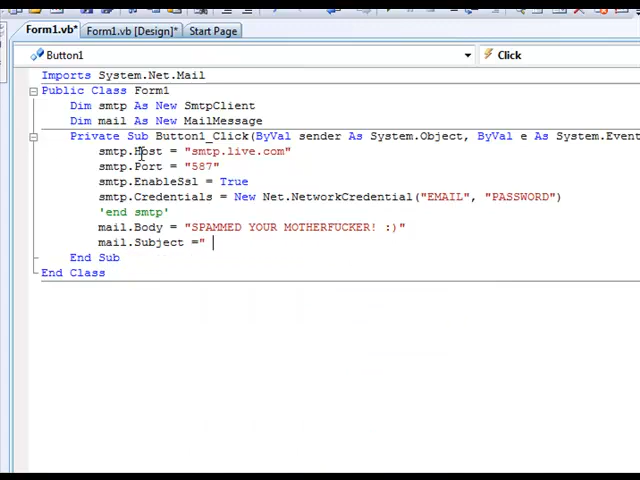 Form1.vb* Form1.vb [Design]* Start Page
Button1 Click
Imports System.Net.Mail
Public Class Form1
Dim smtp As New SmtpClient
Dim mail As New MailMessage
Private Sub Button1_Click(ByVal sender As System.Object, ByVal e As System.Event
smtp.Host = "smtp.live.com"
smtp.Port = "587"
smtp.EnableSsl = True
smtp.Credentials = New Net.NetworkCredential("EMAIL", "PASSWORD")
'end smtp'
mail.Body = "SPAMMED YOUR MOTHERFUCKER! :)"
mail.Subject ="
End Sub
End Class